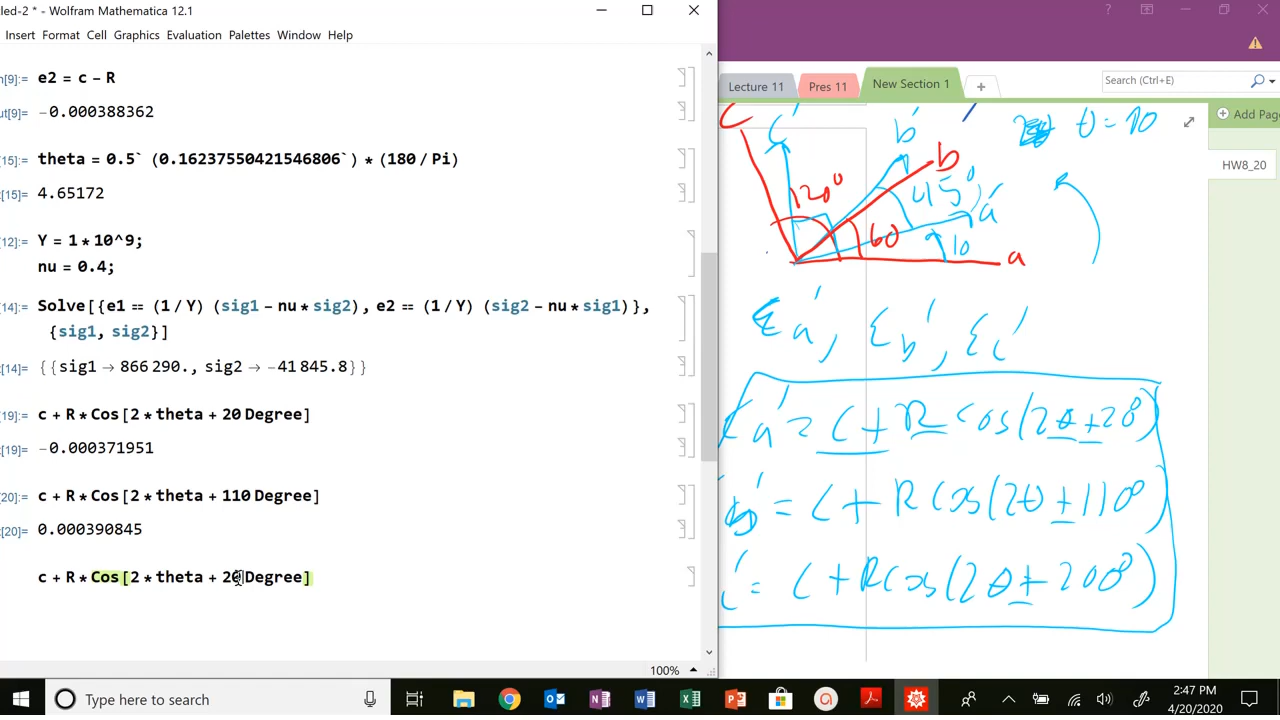 led-2 * - Wolfram Mathematica 12.1
Insert Format Cell Graphics Evaluation Palettes Window Help
n[9]:= e2 = c - R
ut[9]= -0.000388362
[15]:= theta = 0.5` (0.16237550421546806`) * (180 / Pi)
t[15]= 4.65172
[12]:= Y = 1 * 10^9;
nu = 0.4;
[14]:= Solve[{e1 == (1 / Y) (sig1 - nu * sig2), e2 == (1 / Y) (sig2 - nu * sig1)},
{sig1, sig2}]
t[14]= {{sig1 → 866 290., sig2 → -41 845.8}}
[19]:= c + R * Cos[2 * theta + 20 Degree]
t[19]= -0.000371951
[20]:= c + R * Cos[2 * theta + 110 Degree]
t[20]= 0.000390845
c + R * Cos[2 * theta + 20 Degree]
100%
Lecture 11 Pres 11 New Section 1 +
Search (Ctrl+E)
Add Page
HW8_20
c c' b' b θ=10
120° 45° a'
60 10 a
εa', εb', εc'
εa' = C + R cos(2θ+20°)
b' = C + R cos(2θ+110°)
c' = C + R cos(2θ+200°)
Type here to search
2:47 PM
4/20/2020